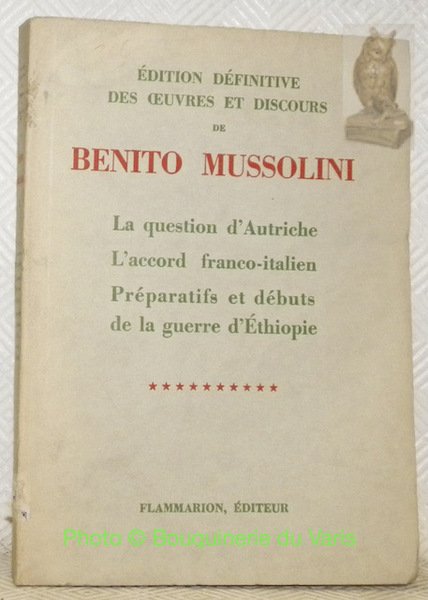 ÉDITION DÉFINITIVE
DES ŒUVRES ET DISCOURS
DE
BENITO MUSSOLINI
La question d'Autriche
L'accord franco-italien
Préparatifs et débuts
de la guerre d'Éthiopie
★★★★★★★★★★
FLAMMARION, ÉDITEUR
Photo © Bouquinerie du Varis